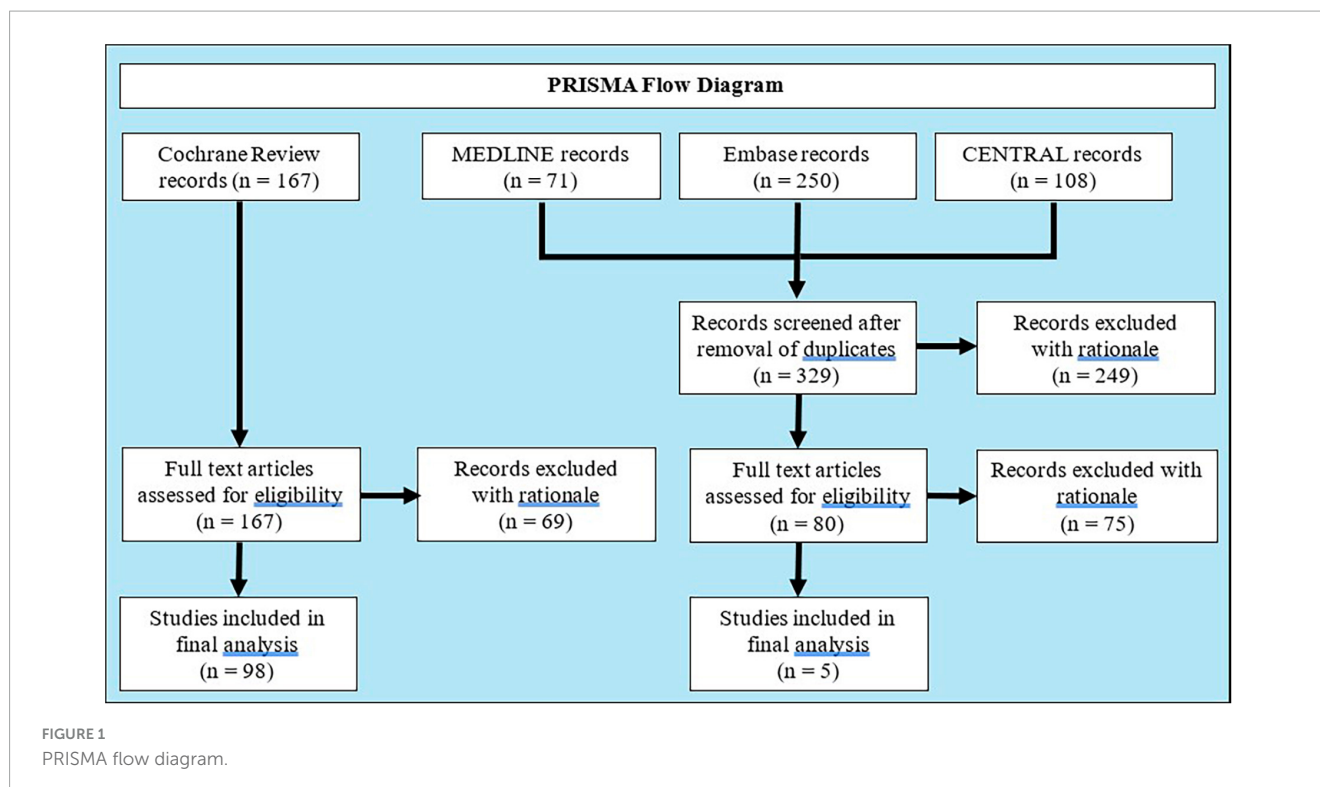 PRISMA Flow Diagram
Cochrane Review
records (n = 167)
MEDLINE records
(n = 71)
Embase records
(n = 250)
CENTRAL records
(n = 108)
Records screened after
removal of duplicates
(n = 329)
Records excluded
with rationale
(n = 249)
Full text articles
assessed for eligibility
(n = 167)
Records excluded
with rationale
(n = 69)
Full text articles
assessed for eligibility
(n = 80)
Records excluded with
rationale
(n = 75)
Studies included in
final analysis
(n = 98)
Studies included in
final analysis
(n = 5)
FIGURE 1
PRISMA flow diagram.